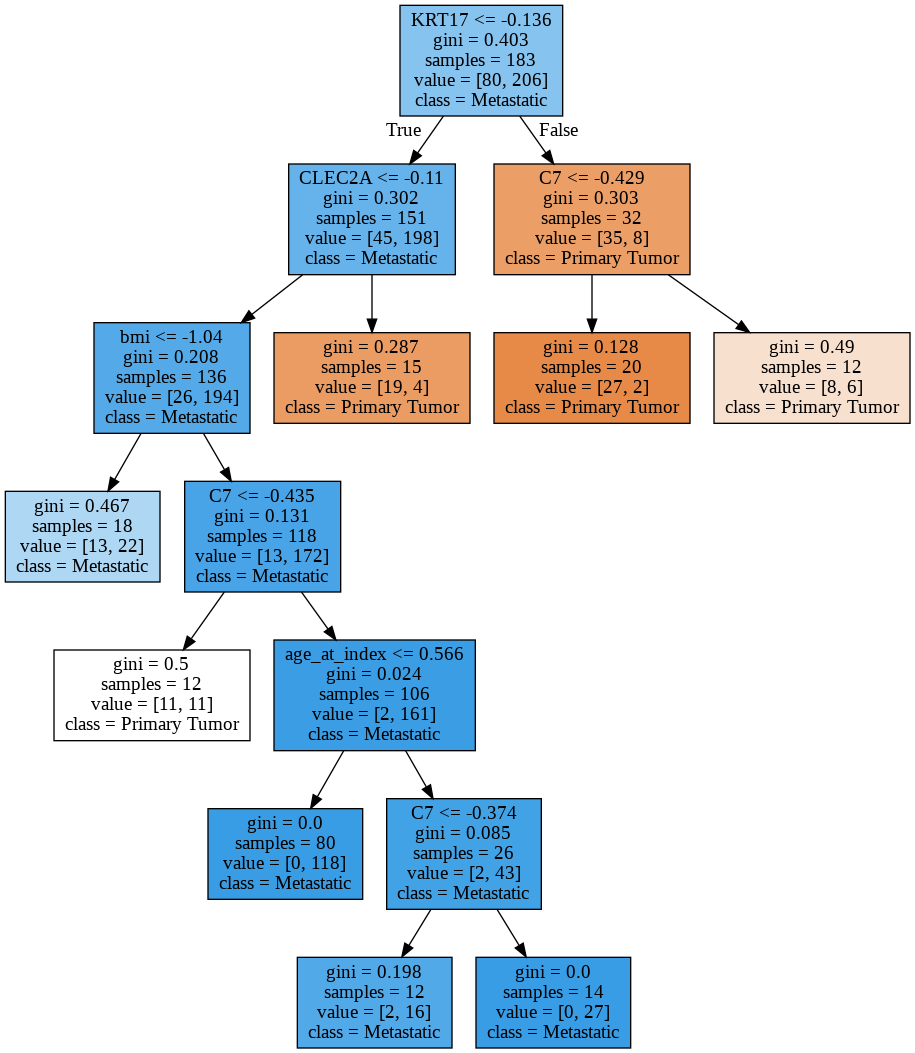 KRT17 <= -0.136
gini = 0.403
samples = 183
value = [80, 206]
class = Metastatic
True
False
CLEC2A <= -0.11
gini = 0.302
samples = 151
value = [45, 198]
class = Metastatic
C7 <= -0.429
gini = 0.303
samples = 32
value = [35, 8]
class = Primary Tumor
bmi <= -1.04
gini = 0.208
samples = 136
value = [26, 194]
class = Metastatic
gini = 0.287
samples = 15
value = [19, 4]
class = Primary Tumor
gini = 0.128
samples = 20
value = [27, 2]
class = Primary Tumor
gini = 0.49
samples = 12
value = [8, 6]
class = Primary Tumor
gini = 0.467
samples = 18
value = [13, 22]
class = Metastatic
C7 <= -0.435
gini = 0.131
samples = 118
value = [13, 172]
class = Metastatic
gini = 0.5
samples = 12
value = [11, 11]
class = Primary Tumor
age_at_index <= 0.566
gini = 0.024
samples = 106
value = [2, 161]
class = Metastatic
gini = 0.0
samples = 80
value = [0, 118]
class = Metastatic
C7 <= -0.374
gini = 0.085
samples = 26
value = [2, 43]
class = Metastatic
gini = 0.198
samples = 12
value = [2, 16]
class = Metastatic
gini = 0.0
samples = 14
value = [0, 27]
class = Metastatic